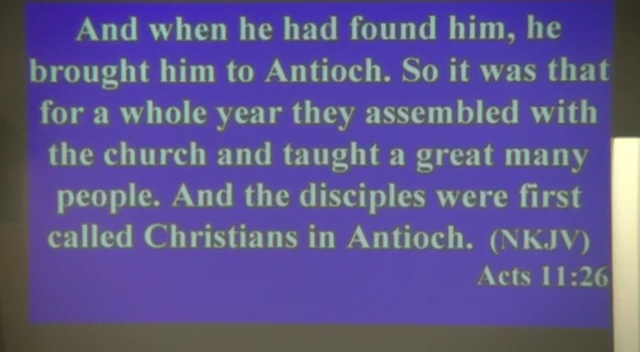 And when he had found him, he
brought him to Antioch. So it was that
for a whole year they assembled with
the church and taught a great many
people. And the disciples were first
called Christians in Antioch. (NKJV)
Acts 11:26